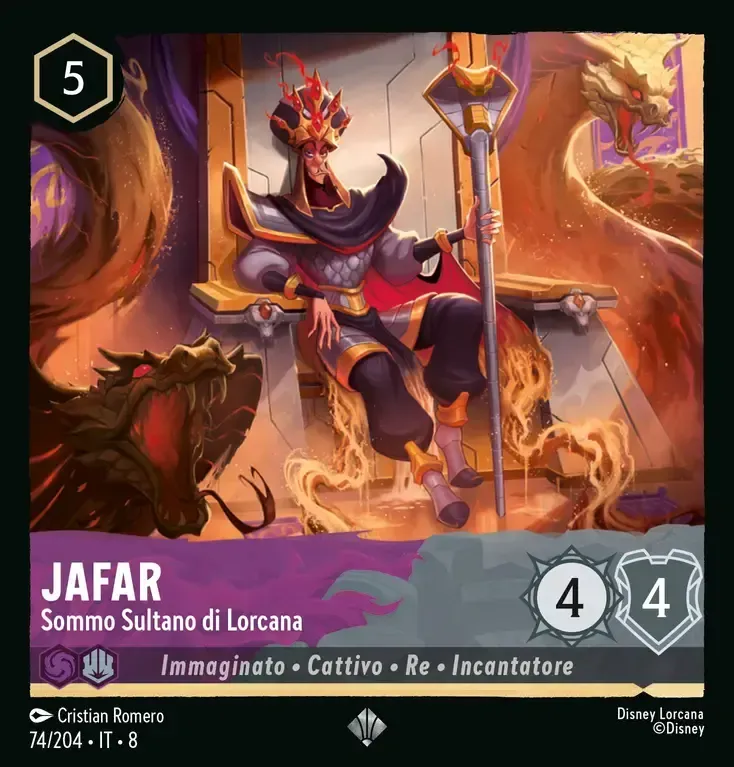 5
JAFAR
Sommo Sultano di Lorcana
4
4
Immaginato • Cattivo • Re • Incantatore
Cristian Romero
Disney Lorcana
74/204 • IT • 8
©Disney